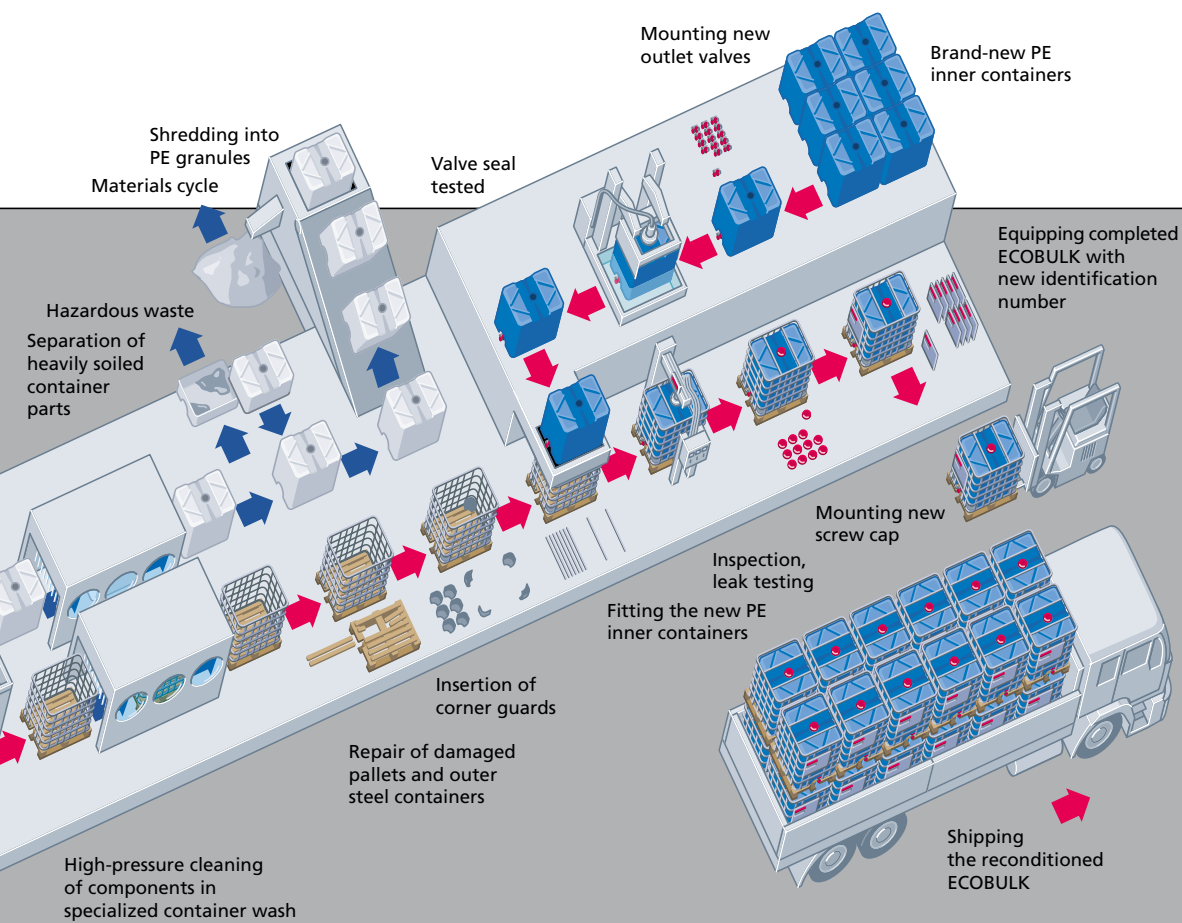 Mounting new
outlet valves
Brand-new PE
inner containers
Shredding into
PE granules
Materials cycle
Valve seal
tested
Equipping completed
ECOBULK with
new identification
number
Hazardous waste
Separation of
heavily soiled
container
parts
Mounting new
screw cap
Inspection,
leak testing
Fitting the new PE
inner containers
Insertion of
corner guards
Repair of damaged
pallets and outer
steel containers
Shipping
the reconditioned
ECOBULK
High-pressure cleaning
of components in
specialized container wash